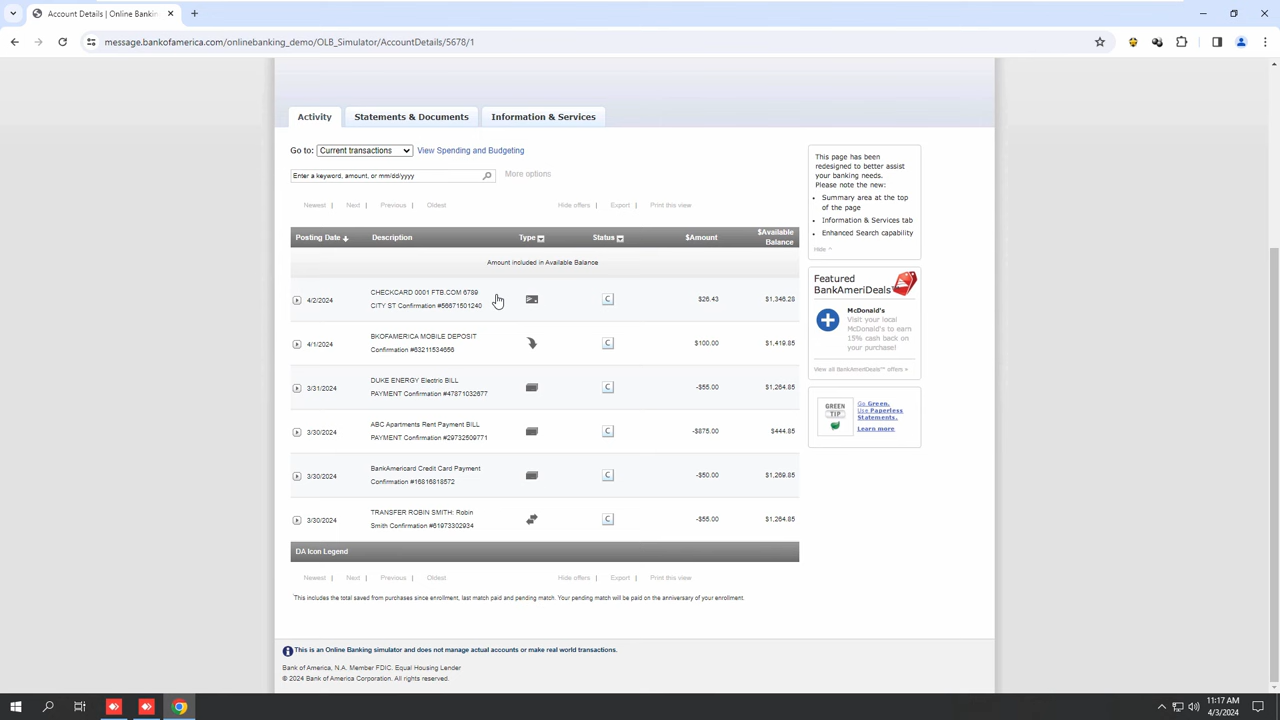 Account Details | Online Bankin
message.bankofamerica.com/onlinebanking_demo/OLB_Simulator/AccountDetails/5678/1
Activity
Statements & Documents
Information & Services
Go to:
Current transactions
View Spending and Budgeting
Enter a keyword, amount, or mm/dd/yyyy
More options
Newest | Next | Previous | Oldest
Hide offers | Export | Print this view
Posting Date Description Type Status $Amount $Available
Balance
Amount included in Available Balance
4/2/2024 CHECKCARD 0001 FTB.COM 6789
CITY ST Confirmation #56671501240 C $26.43 $1,346.28
4/1/2024 BKOFAMERICA MOBILE DEPOSIT
Confirmation #63211534656 C $100.00 $1,419.85
3/31/2024 DUKE ENERGY Electric BILL
PAYMENT Confirmation #47871032677 C -$55.00 $1,264.85
3/30/2024 ABC Apartments Rent Payment BILL
PAYMENT Confirmation #29732509771 C -$875.00 $444.85
3/30/2024 BankAmericard Credit Card Payment
Confirmation #16816818572 C -$50.00 $1,269.85
3/30/2024 TRANSFER ROBIN SMITH: Robin
Smith Confirmation #61973302934 C -$55.00 $1,264.85
DA Icon Legend
Newest | Next | Previous | Oldest
Hide offers | Export | Print this view
This includes the total saved from purchases since enrollment, last match paid and pending match. Your pending match will be paid on the anniversary of your enrollment.
This page has been
redesigned to better assist
your banking needs.
Please note the new:
Summary area at the top
of the page
Information & Services tab
Enhanced Search capability
Hide ^
Featured
BankAmeriDeals
McDonald's
Visit your local
McDonald's to earn
15% cash back on
your purchase!
View all BankAmeriDeals™ offers »
GREEN
TIP
Go Green.
Use Paperless
Statements.
Learn more
This is an Online Banking simulator and does not manage actual accounts or make real world transactions.
Bank of America, N.A. Member FDIC. Equal Housing Lender
© 2024 Bank of America Corporation. All rights reserved.
11:17 AM
4/3/2024